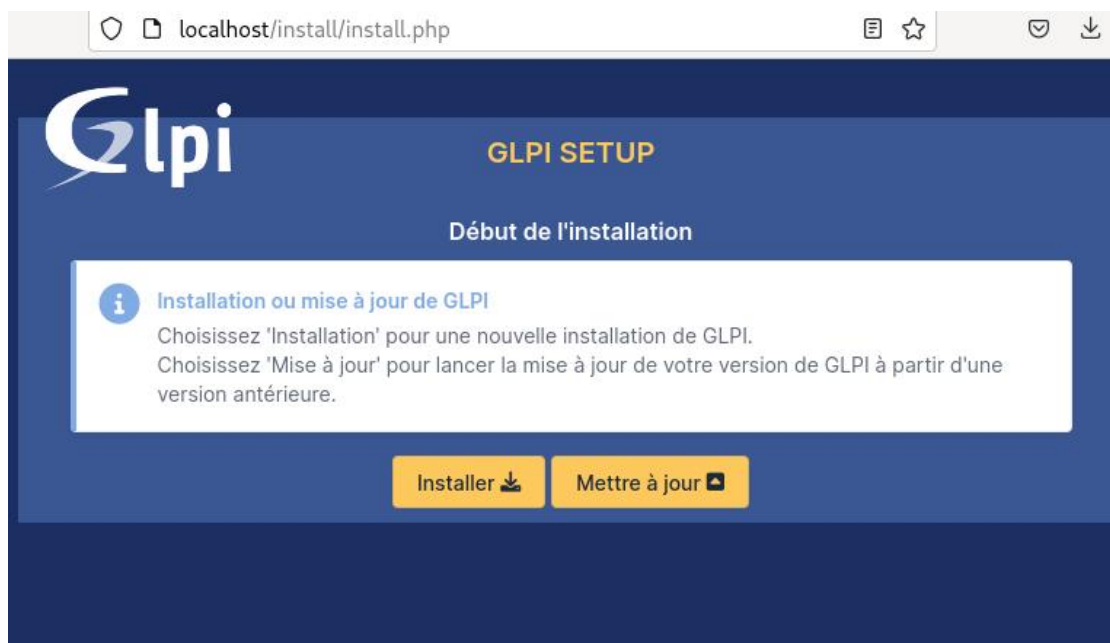 localhost/install/install.php
Glpi
GLPI SETUP
Début de l'installation
Installation ou mise à jour de GLPI
Choisissez 'Installation' pour une nouvelle installation de GLPI.
Choisissez 'Mise à jour' pour lancer la mise à jour de votre version de GLPI à partir d'une
version antérieure.
Installer
Mettre à jour